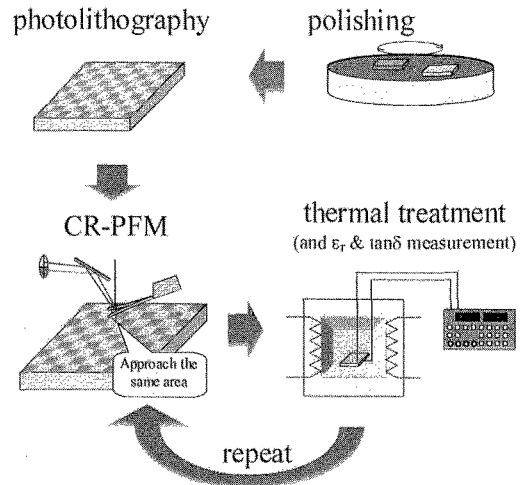 photolithography
polishing
CR-PFM
thermal treatment
(and εr & tanδ measurement)
Approach the
same area
repeat